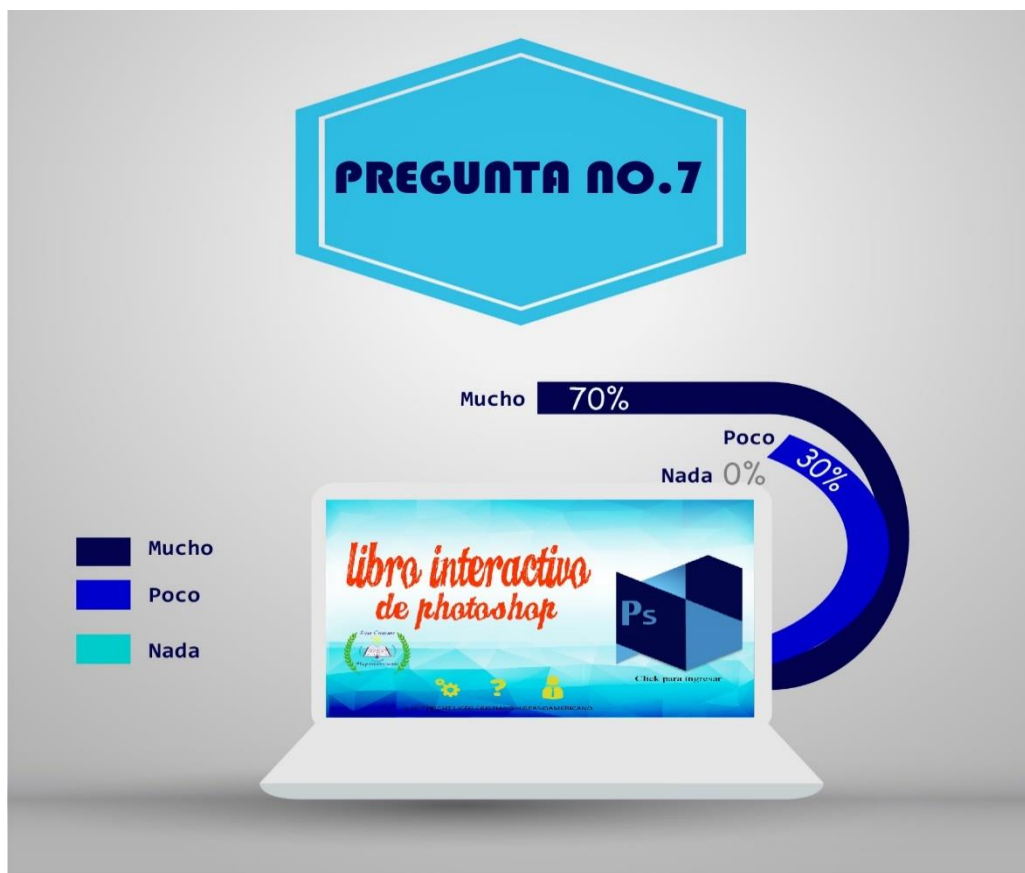 PREGUNTA NO.7
Mucho 70%
Poco 30%
Nada 0%
Mucho
Poco
Nada
libro interactivo
de photoshop
Ps
Click para ingresar
?